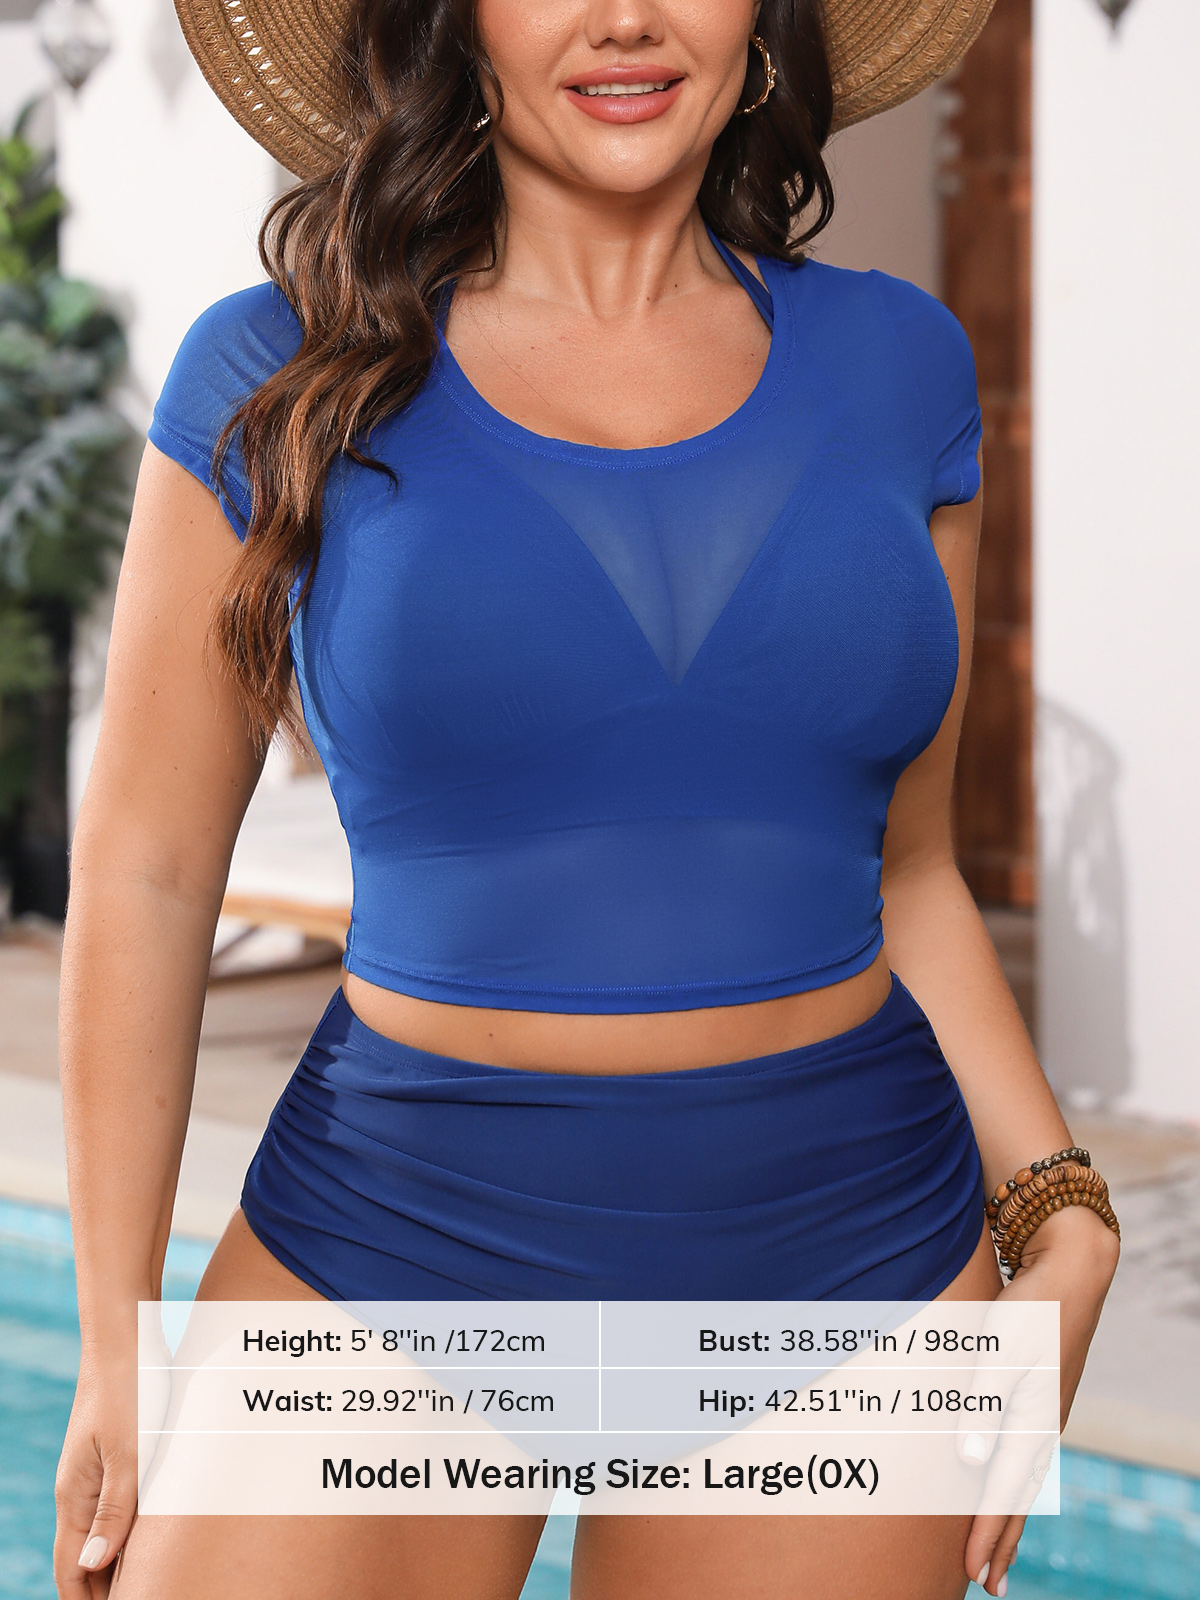 Height: 5' 8''in /172cm
Bust: 38.58''in / 98cm
Waist: 29.92''in / 76cm
Hip: 42.51''in / 108cm
Model Wearing Size: Large(0X)